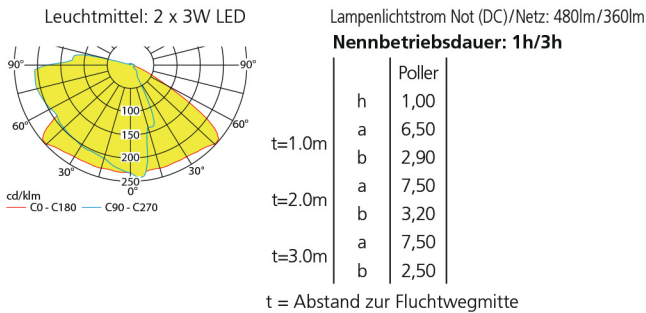 Leuchtmittel: 2 x 3W LED
90° 90°
60° 60°
30° 30°
100
150
200
250
0°
cd/klm
C0 - C180 C90 - C270
Lampenlichtstrom Not (DC)/Netz: 480lm/360lm
Nennbetriebsdauer: 1h/3h
Poller
h 1,00
t=1.0m
a 6,50
b 2,90
t=2.0m
a 7,50
b 3,20
t=3.0m
a 7,50
b 2,50
t = Abstand zur Fluchtwegmitte